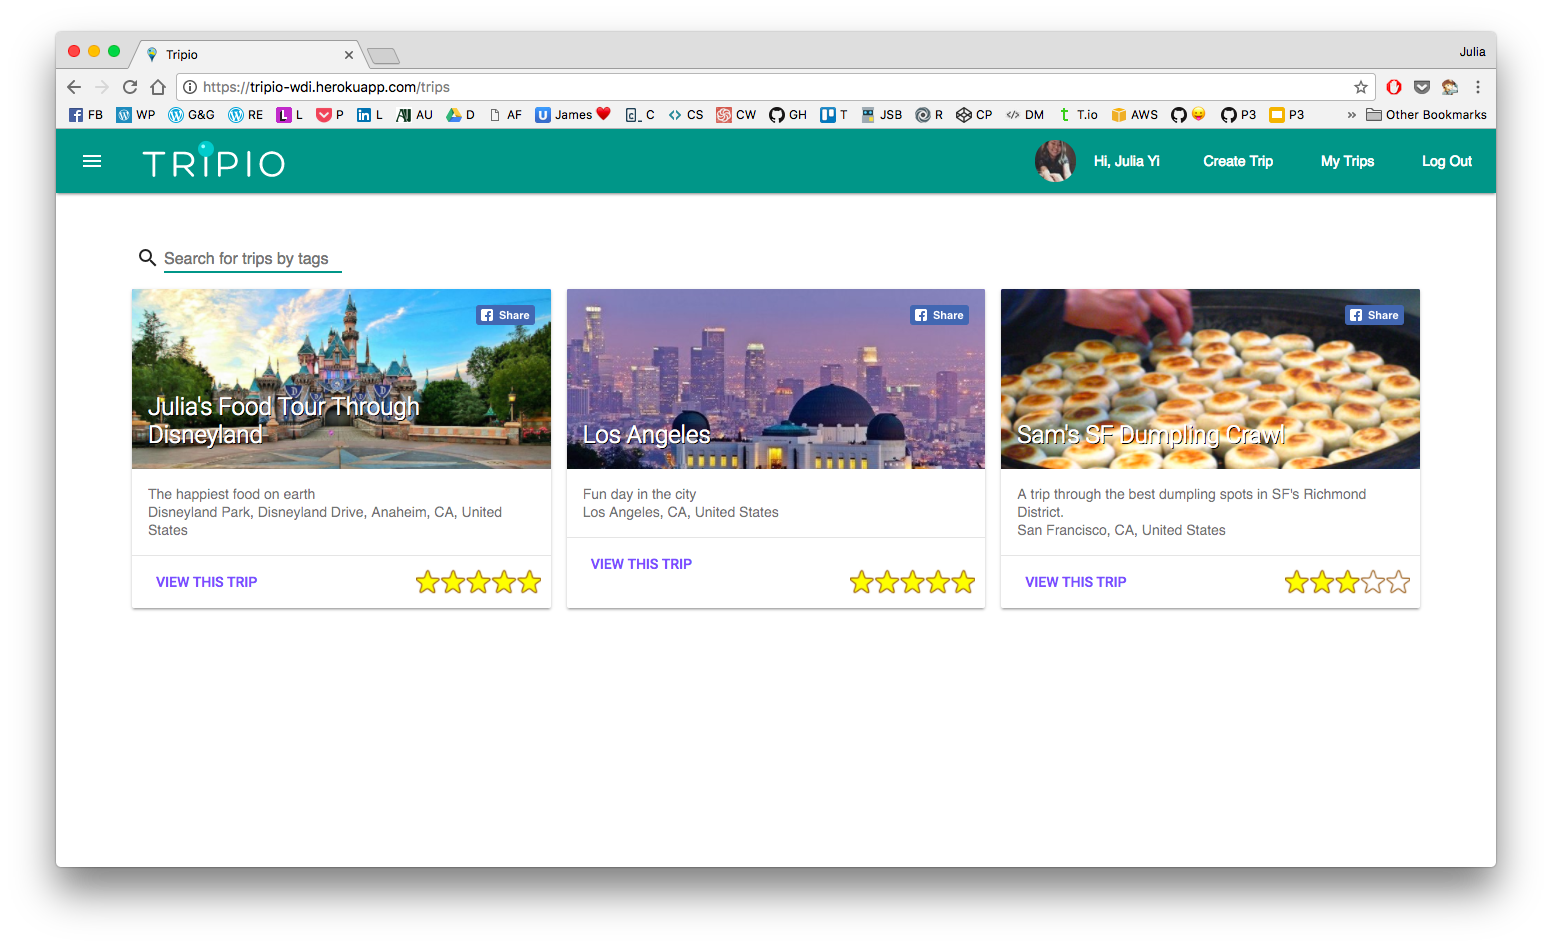 Tripio
Julia
https://tripio-wdi.herokuapp.com/trips
FB WP G&G RE L P L AU D AF James C CS CW GH T JSB R CP DM T.io AWS P3 P3 » Other Bookmarks
TRIPIO
Hi, Julia Yi Create Trip My Trips Log Out
Search for trips by tags
Share
Julia's Food Tour Through
Disneyland
The happiest food on earth
Disneyland Park, Disneyland Drive, Anaheim, CA, United
States
VIEW THIS TRIP
Share
Los Angeles
Fun day in the city
Los Angeles, CA, United States
VIEW THIS TRIP
Share
Sam's SF Dumpling Crawl
A trip through the best dumpling spots in SF's Richmond
District.
San Francisco, CA, United States
VIEW THIS TRIP